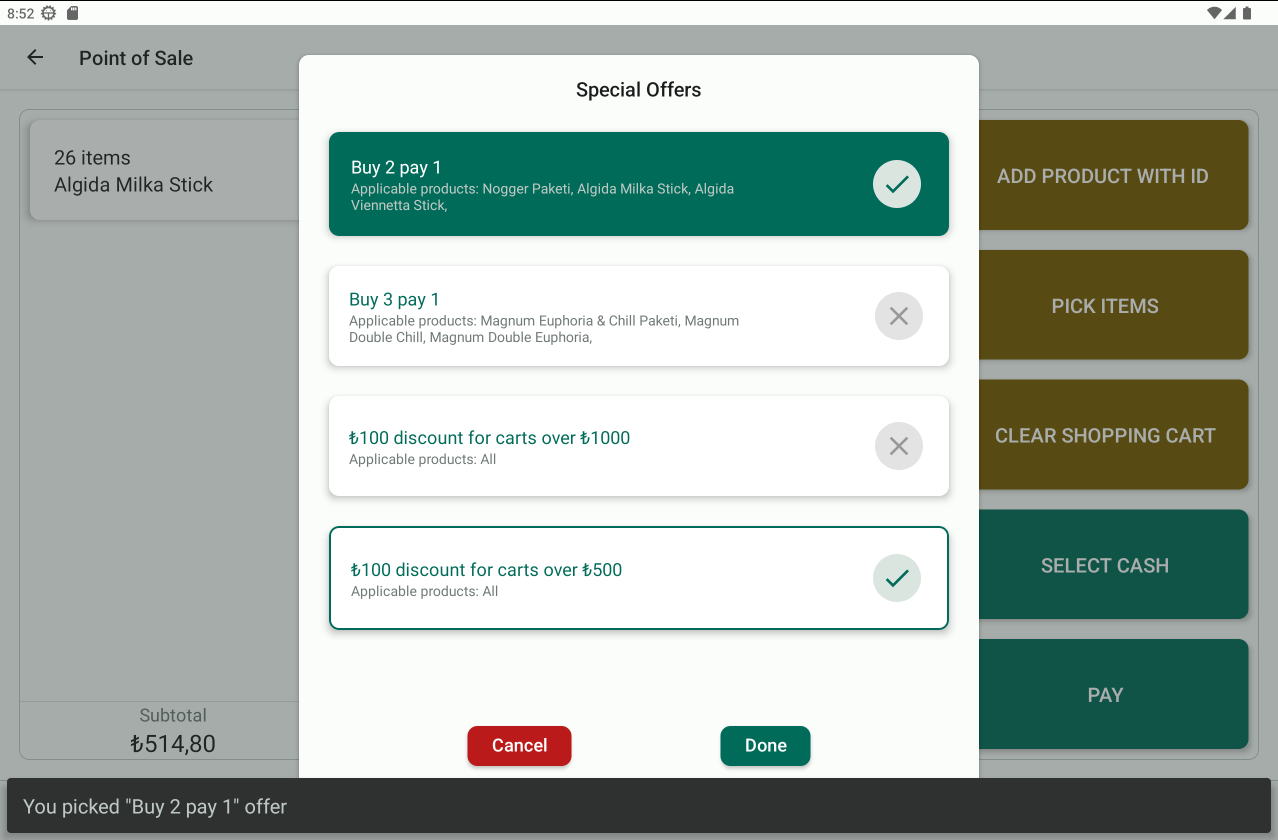 8:52
Point of Sale
Special Offers
26 items
Algida Milka Stick
Buy 2 pay 1
Applicable products: Nogger Paketi, Algida Milka Stick, Algida
Viennetta Stick,
Buy 3 pay 1
Applicable products: Magnum Euphoria & Chill Paketi, Magnum
Double Chill, Magnum Double Euphoria,
₺100 discount for carts over ₺1000
Applicable products: All
₺100 discount for carts over ₺500
Applicable products: All
Cancel
Done
ADD PRODUCT WITH ID
PICK ITEMS
CLEAR SHOPPING CART
SELECT CASH
PAY
Subtotal
₺514,80
You picked "Buy 2 pay 1" offer